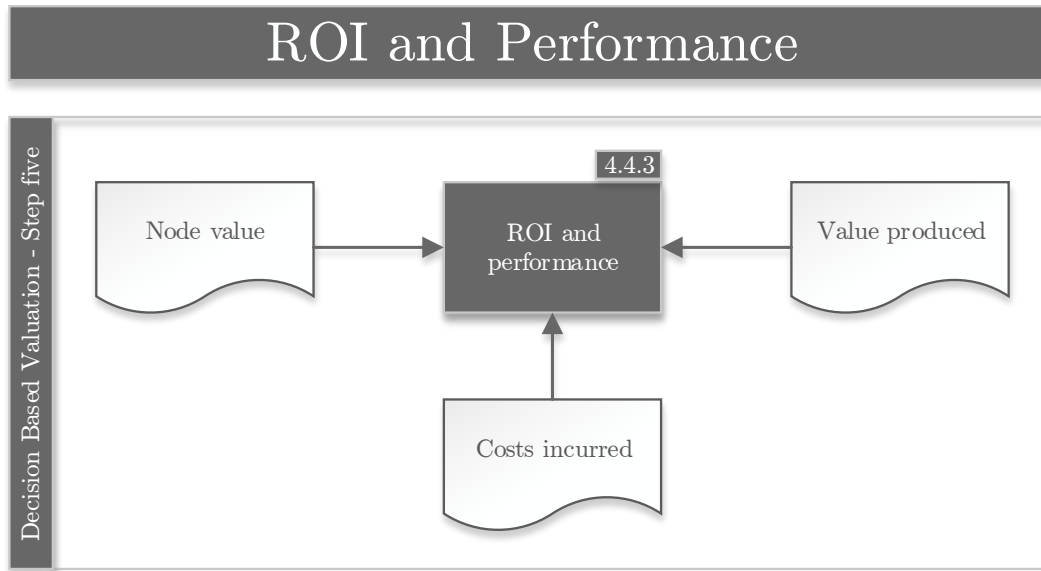 ROI and Performance
Decision Based Valuation - Step five
4.4.3
Node value
ROI and
performance
Value produced
Costs incurred